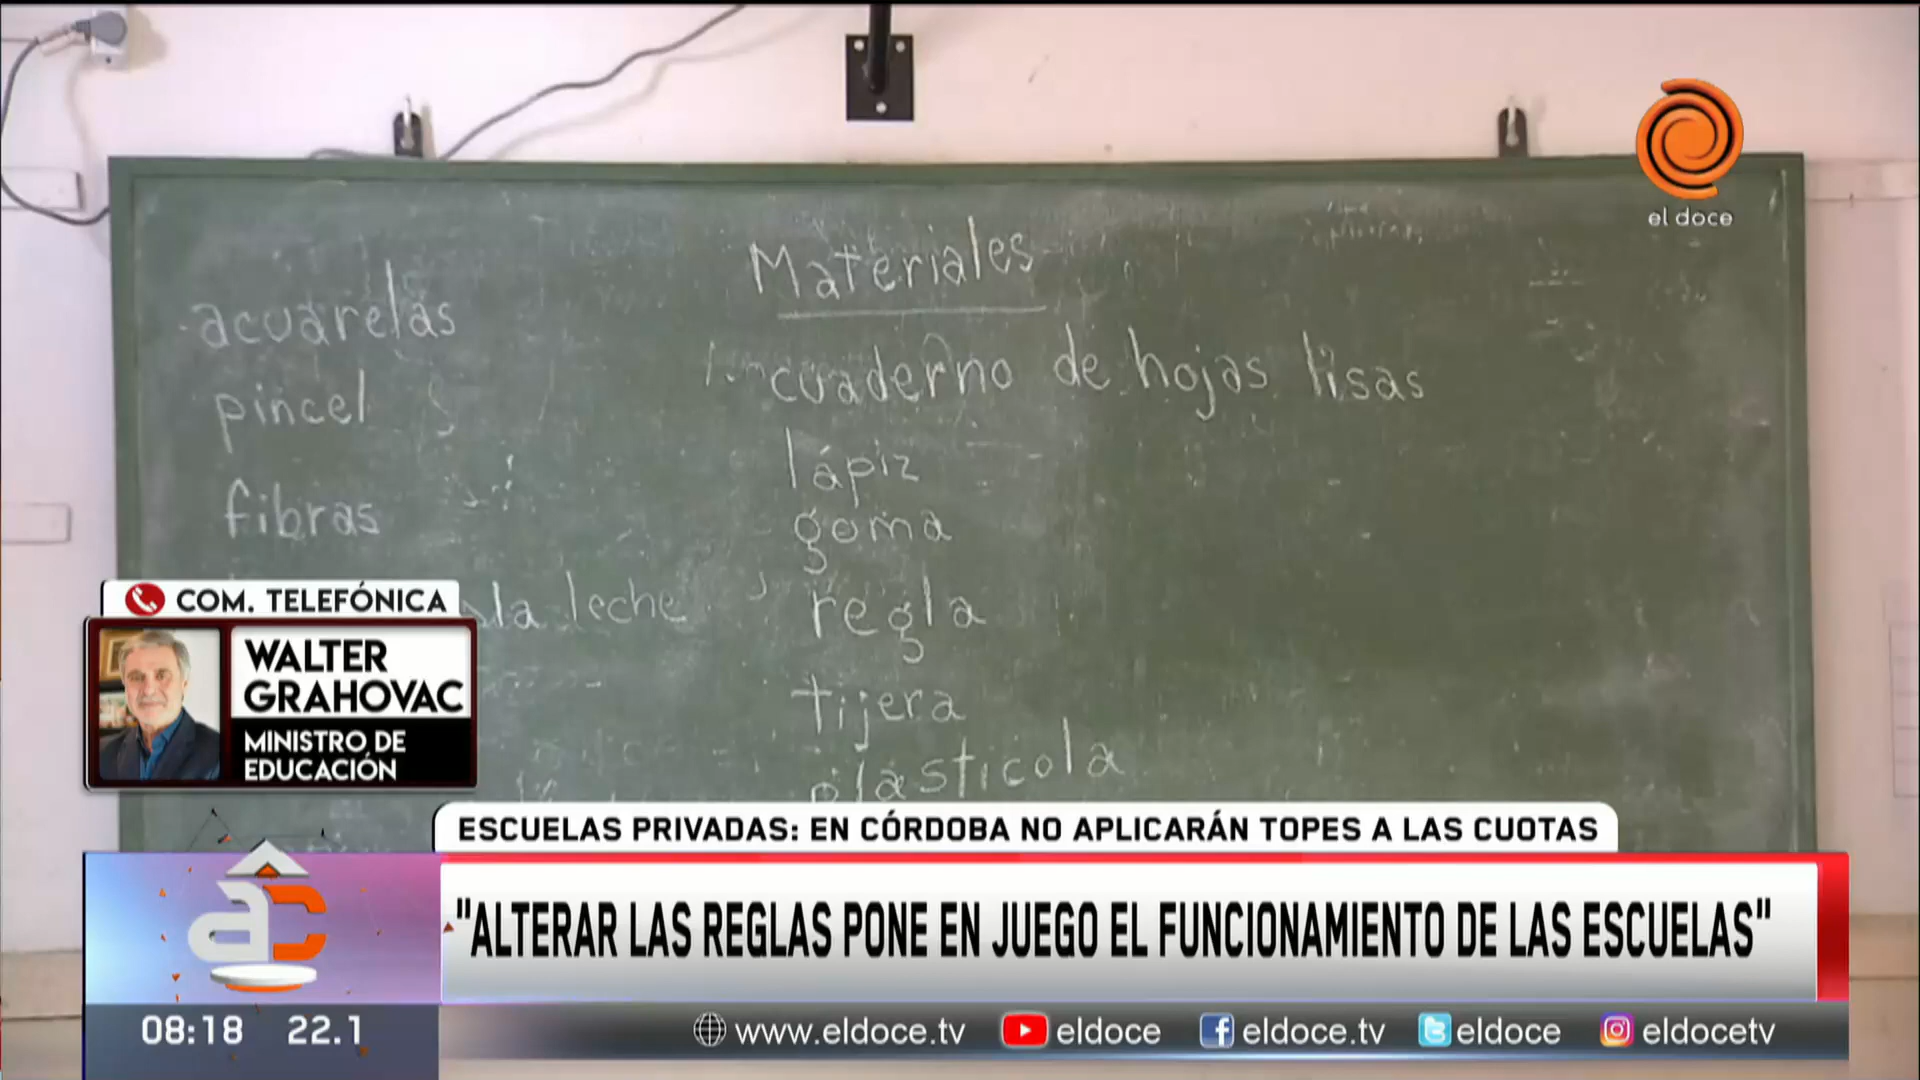 el doce
Materiales
acuarelas
cuaderno de hojas lisas
pincel
lápiz
fibras
goma
la leche
regla
tijera
plasticola
COM. TELEFÓNICA
WALTER
GRAHOVAC
MINISTRO DE
EDUCACIÓN
ESCUELAS PRIVADAS: EN CÓRDOBA NO APLICARÁN TOPES A LAS CUOTAS
"ALTERAR LAS REGLAS PONE EN JUEGO EL FUNCIONAMIENTO DE LAS ESCUELAS"
ac
08:18 22.1
www.eldoce.tv eldoce eldoce.tv eldoce eldocetv